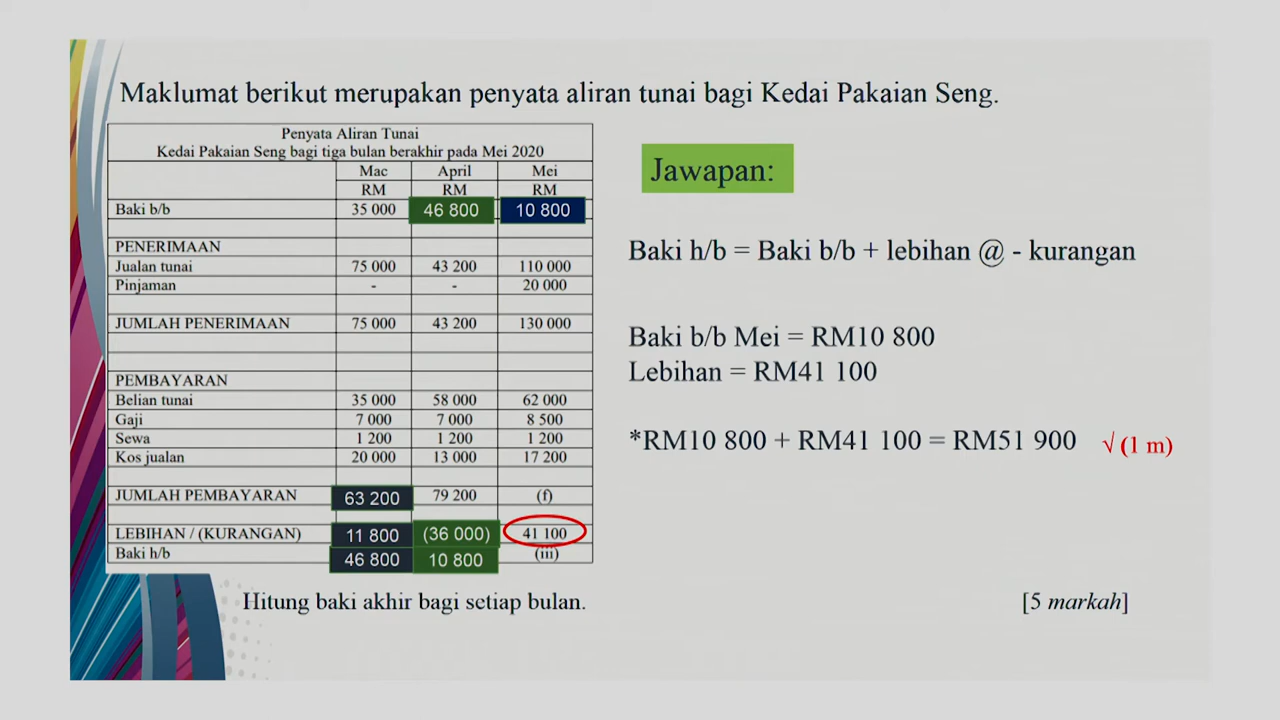 Maklumat berikut merupakan penyata aliran tunai bagi Kedai Pakaian Seng.
Penyata Aliran Tunai
Kedai Pakaian Seng bagi tiga bulan berakhir pada Mei 2020
Mac April Mei
RM RM RM
Baki b/b 35 000 46 800 10 800
PENERIMAAN
Jualan tunai 75 000 43 200 110 000
Pinjaman - - 20 000
JUMLAH PENERIMAAN 75 000 43 200 130 000
PEMBAYARAN
Belian tunai 35 000 58 000 62 000
Gaji 7 000 7 000 8 500
Sewa 1 200 1 200 1 200
Kos jualan 20 000 13 000 17 200
JUMLAH PEMBAYARAN 63 200 79 200 (f)
LEBIHAN / (KURANGAN) 11 800 (36 000) 41 100
Baki h/b 46 800 10 800 (iii)
Jawapan:
Baki h/b = Baki b/b + lebihan @ - kurangan
Baki b/b Mei = RM10 800
Lebihan = RM41 100
*RM10 800 + RM41 100 = RM51 900 √ (1 m)
Hitung baki akhir bagi setiap bulan. [5 markah]